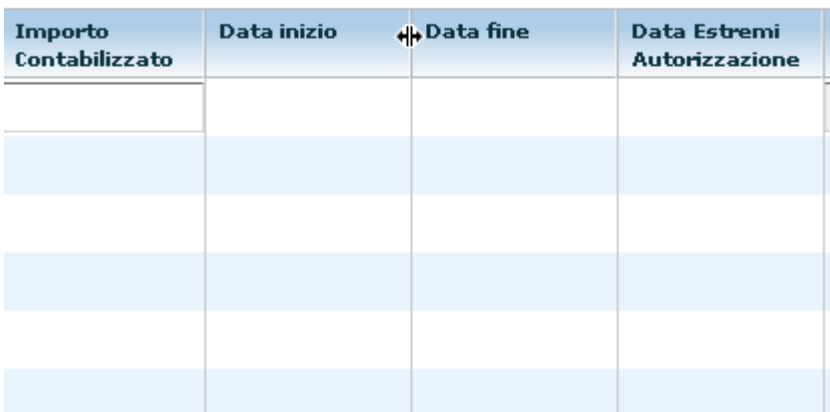 Importo
Contabilizzato
Data inizio
Data fine
Data Estremi
Autorizzazione